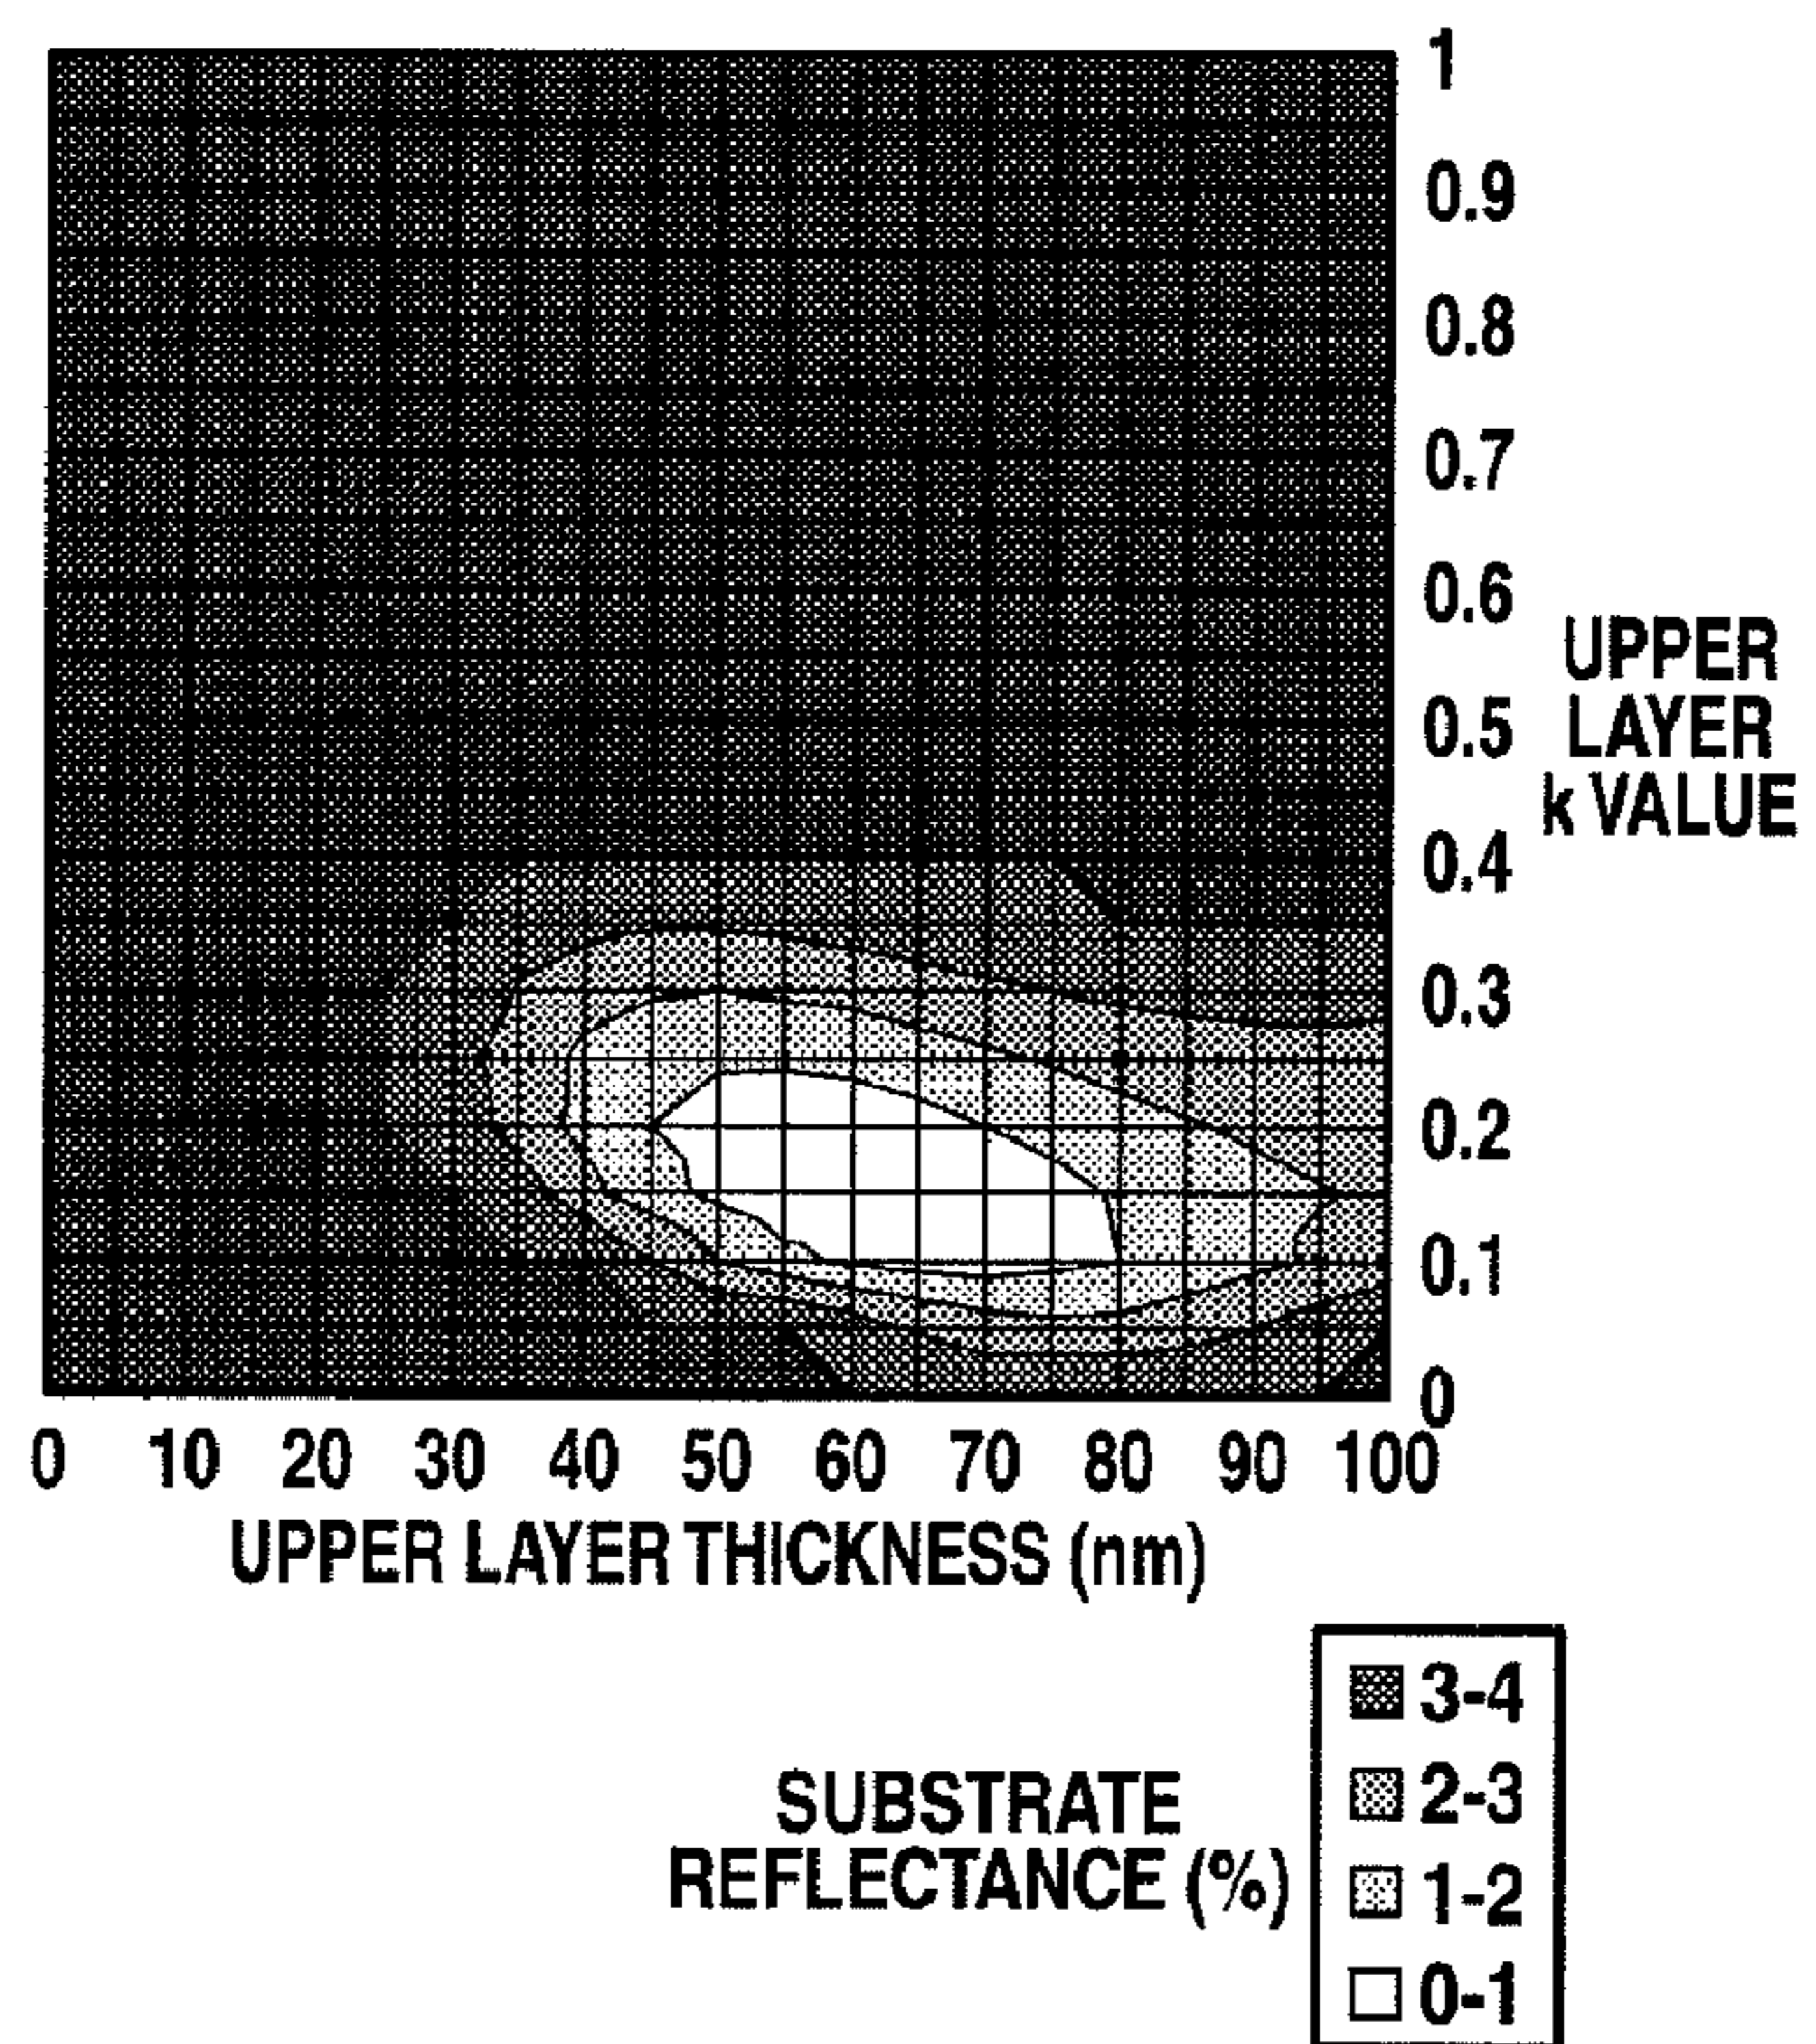 1
0.9
0.8
0.7
0.6
0.5
0.4
0.3
0.2
0.1
0
UPPER
LAYER
k VALUE
0 10 20 30 40 50 60 70 80 90 100
UPPER LAYER THICKNESS (nm)
SUBSTRATE
REFLECTANCE (%)
3-4
2-3
1-2
0-1